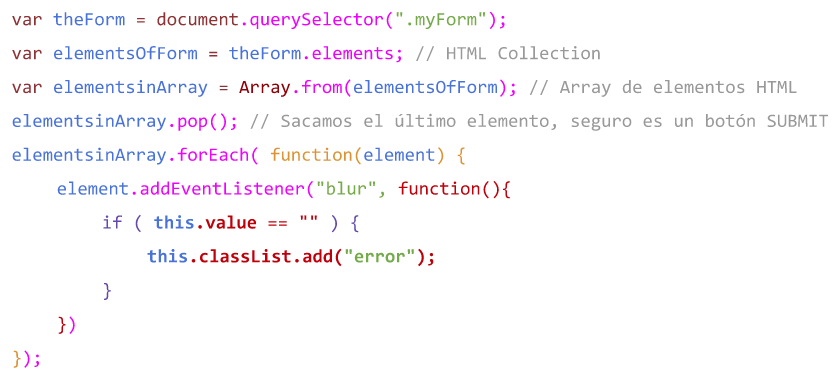 var theForm = document.querySelector(".myForm");
var elementsOfForm = theForm.elements; // HTML Collection
var elementsinArray = Array.from(elementsOfForm); // Array de elementos HTML
elementsinArray.pop(); // Sacamos el último elemento, seguro es un botón SUBMIT
elementsinArray.forEach( function(element) {
element.addEventListener("blur", function(){
if ( this.value == "" ) {
this.classList.add("error");
}
})
});